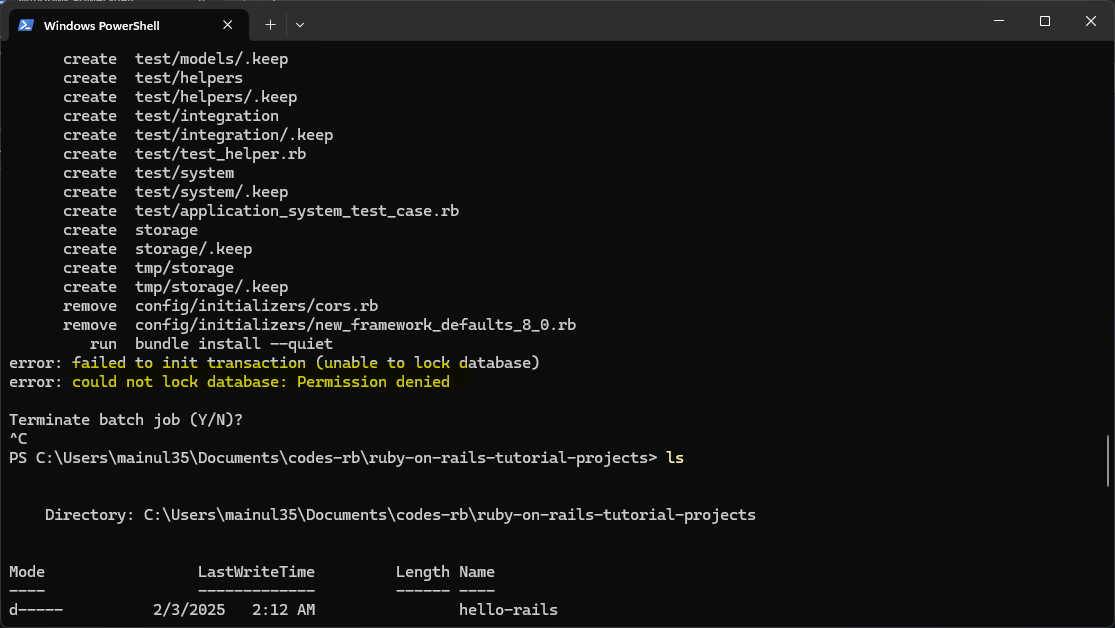 Windows PowerShell
create  test/models/.keep
create  test/helpers
create  test/helpers/.keep
create  test/integration
create  test/integration/.keep
create  test/test_helper.rb
create  test/system
create  test/system/.keep
create  test/application_system_test_case.rb
create  storage
create  storage/.keep
create  tmp/storage
create  tmp/storage/.keep
remove  config/initializers/cors.rb
remove  config/initializers/new_framework_defaults_8_0.rb
run  bundle install --quiet
error: failed to init transaction (unable to lock database)
error: could not lock database: Permission denied
Terminate batch job (Y/N)?
^C
PS C:\Users\mainul35\Documents\codes-rb\ruby-on-rails-tutorial-projects> ls
Directory: C:\Users\mainul35\Documents\codes-rb\ruby-on-rails-tutorial-projects
Mode                 LastWriteTime         Length Name
----                 -------------         ------ ----
d-----          2/3/2025   2:12 AM                hello-rails